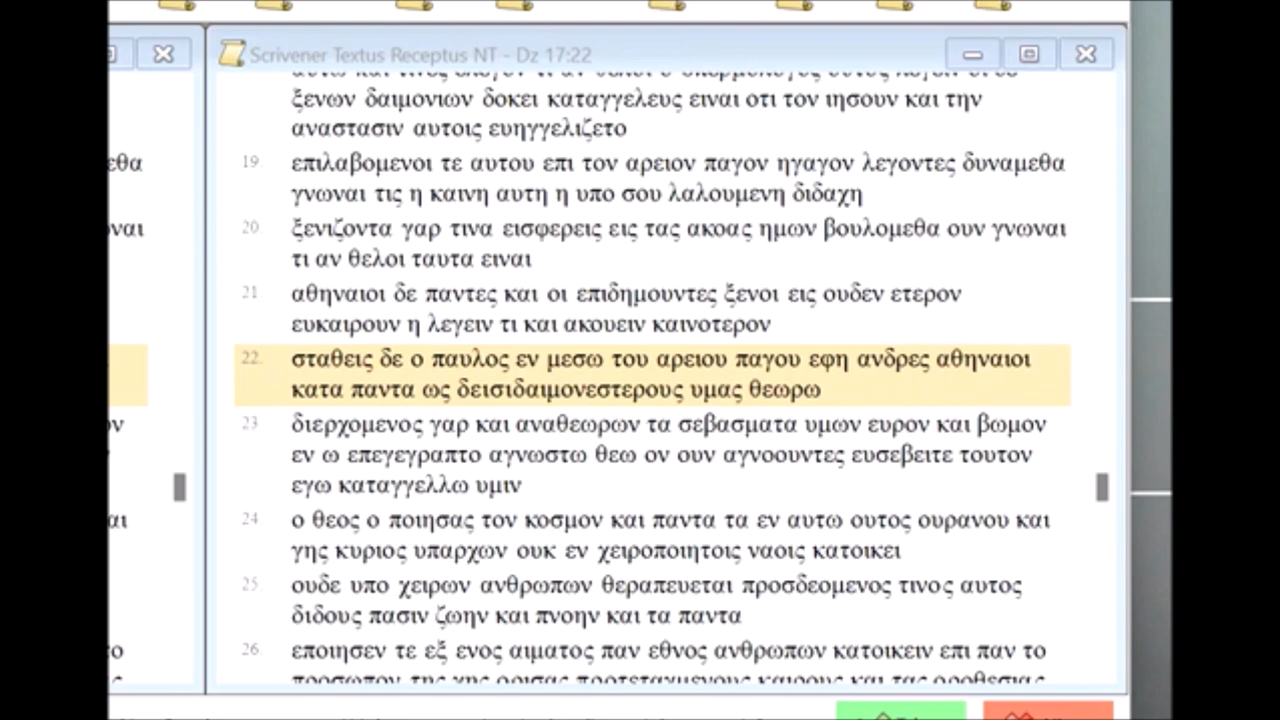 Scrivener Textus Receptus NT - Dz 17:22
ξενων δαιμονιων δοκει καταγγελευς ειναι οτι τον ιησουν και την
αναστασιν αυτοις ευηγγελιζετο
19. επιλαβομενοι τε αυτου επι τον αρειον παγον ηγαγον λεγοντες δυναμεθα
γνωναι τις η καινη αυτη η υπο σου λαλουμενη διδαχη
20. ξενιζοντα γαρ τινα εισφερεις εις τας ακοας ημων βουλομεθα ουν γνωναι
τι αν θελοι ταυτα ειναι
21 αθηναιοι δε παντες και οι επιδημουντες ξενοι εις ουδεν ετερον
ευκαιρουν η λεγειν τι και ακουειν καινοτερον
22. σταθεις δε ο παυλος εν μεσω του αρειου παγου εφη ανδρες αθηναιοι
κατα παντα ως δεισιδαιμονεστερους υμας θεωρω
23 διερχομενος γαρ και αναθεωρων τα σεβασματα υμων ευρον και βωμον
εν ω επεγεγραπτο αγνωστω θεω ον ουν αγνοουντες ευσεβειτε τουτον
εγω καταγγελλω υμιν
24 ο θεος ο ποιησας τον κοσμον και παντα τα εν αυτω ουτος ουρανου και
γης κυριος υπαρχων ουκ εν χειροποιητοις ναοις κατοικει
25 ουδε υπο χειρων ανθρωπων θεραπευεται προσδεομενος τινος αυτος
διδους πασιν ζωην και πνοην και τα παντα
26. εποιησεν τε εξ ενος αιματος παν εθνος ανθρωπων κατοικειν επι παν το